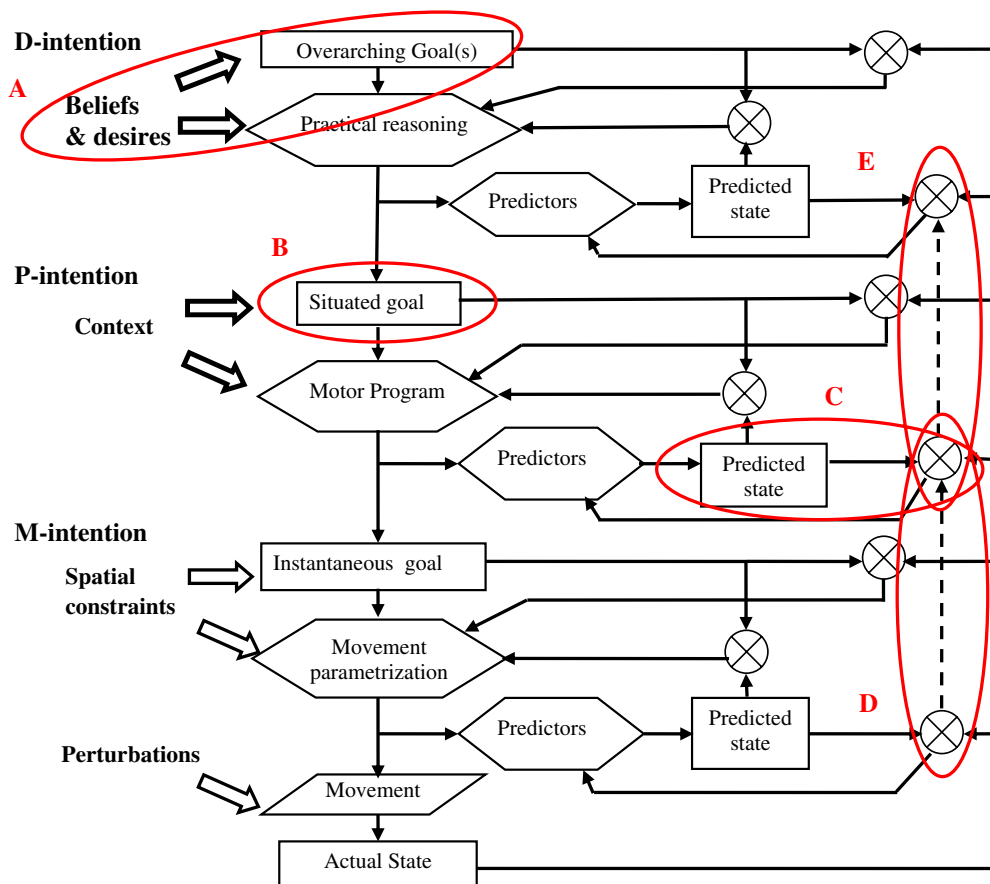 D-intention
Overarching Goal(s)
A
Beliefs
& desires
Practical reasoning
E
Predictors
Predicted
state
B
P-intention
Situated goal
Context
Motor Program
C
Predictors
Predicted
state
M-intention
Instantaneous goal
Spatial
constraints
Movement
parametrization
D
Predictors
Predicted
state
Perturbations
Movement
Actual State